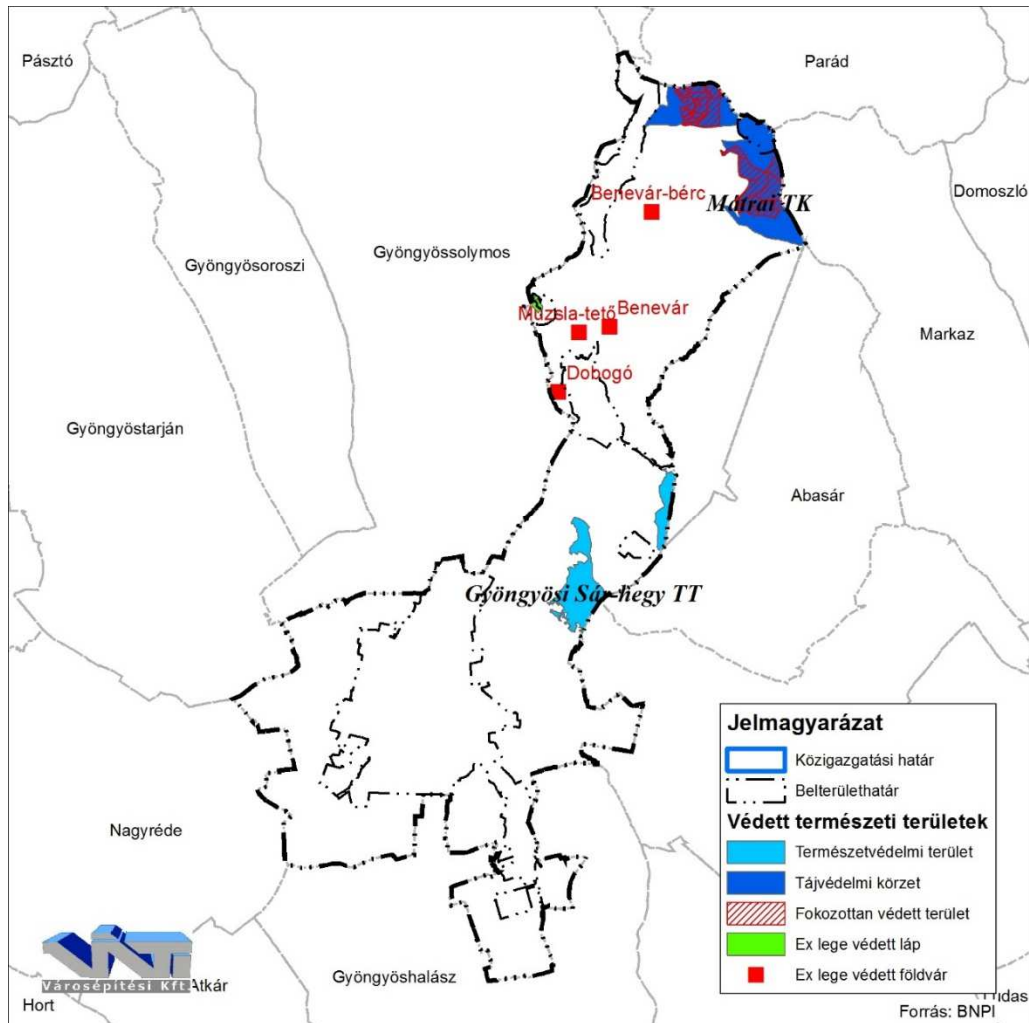 Pásztó
Parád
Domoszló
Benevár-bérc
Mátrai TK
Gyöngyössolymos
Gyöngyösoroszi
Muzsla-tető
Benevár
Markaz
Dobogó
Gyöngyöstarján
Abasár
Gyöngyösi Sár-hegy TT
Nagyréde
Jelmagyarázat
Közigazgatási határ
Belterülethatár
Védett természeti területek
Természetvédelmi terület
Tájvédelmi körzet
Fokozottan védett terület
Ex lege védett láp
Ex lege védett földvár
VÁTI
Városépítési Kft.
Atkár
Gyöngyöshalász
Hort
Forrás: BNPI